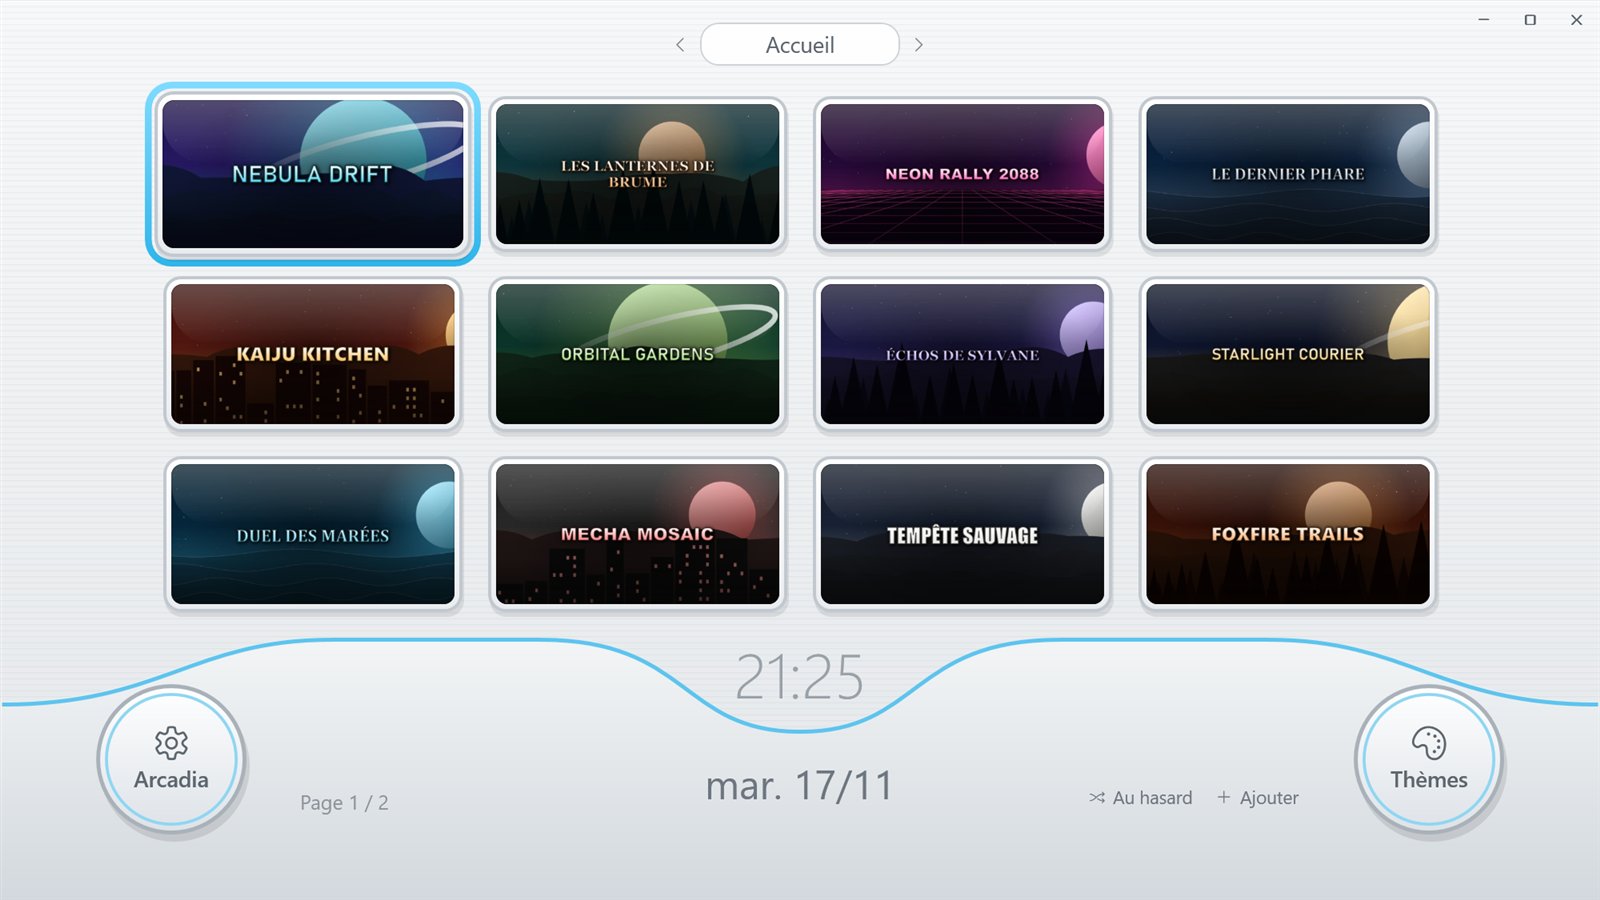 Accueil
NEBULA DRIFT
LES LANTERNES DE
BRUME
NEON RALLY 2088
LE DERNIER PHARE
KAIJU KITCHEN
ORBITAL GARDENS
ÉCHOS DE SYLVANE
STARLIGHT COURIER
DUEL DES MARÉES
MECHA MOSAIC
TEMPÊTE SAUVAGE
FOXFIRE TRAILS
21:25
Arcadia
Page 1 / 2
mar. 17/11
Au hasard
Ajouter
Thèmes